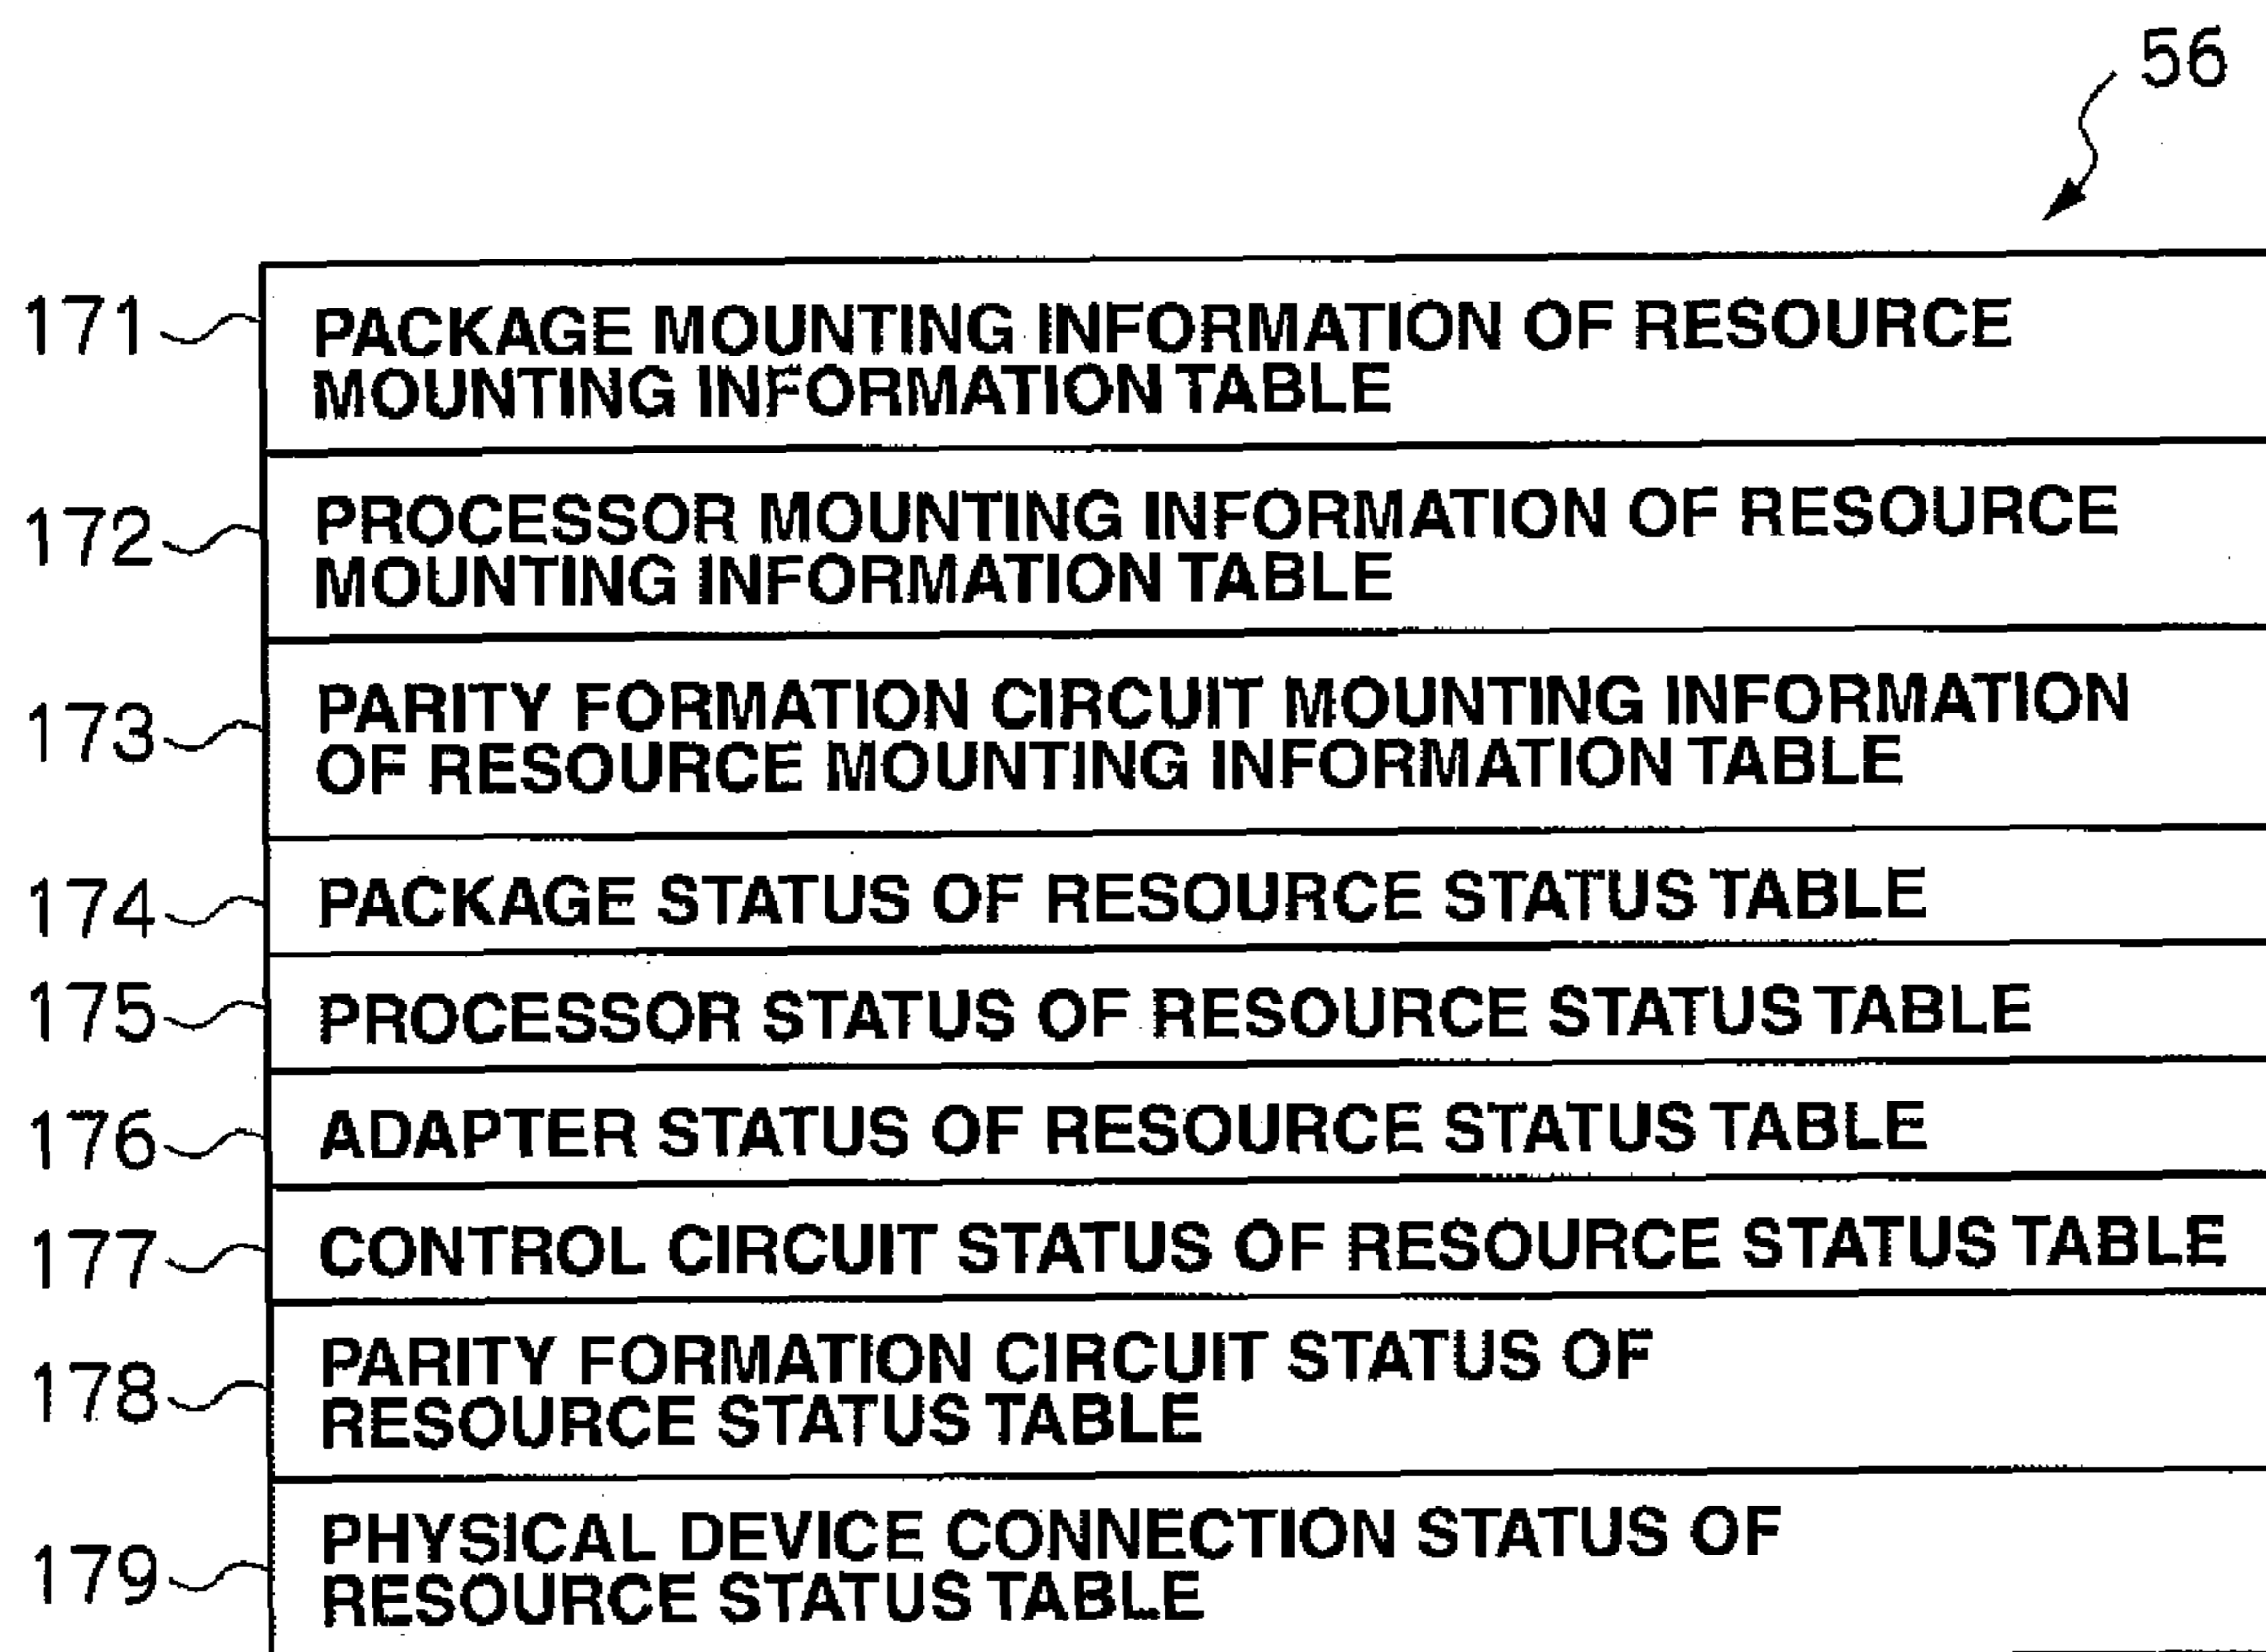 56
171
PACKAGE MOUNTING INFORMATION OF RESOURCE
MOUNTING INFORMATION TABLE
172
PROCESSOR MOUNTING INFORMATION OF RESOURCE
MOUNTING INFORMATION TABLE
173
PARITY FORMATION CIRCUIT MOUNTING INFORMATION
OF RESOURCE MOUNTING INFORMATION TABLE
174
PACKAGE STATUS OF RESOURCE STATUS TABLE
175
PROCESSOR STATUS OF RESOURCE STATUS TABLE
176
ADAPTER STATUS OF RESOURCE STATUS TABLE
177
CONTROL CIRCUIT STATUS OF RESOURCE STATUS TABLE
178
PARITY FORMATION CIRCUIT STATUS OF
RESOURCE STATUS TABLE
179
PHYSICAL DEVICE CONNECTION STATUS OF
RESOURCE STATUS TABLE